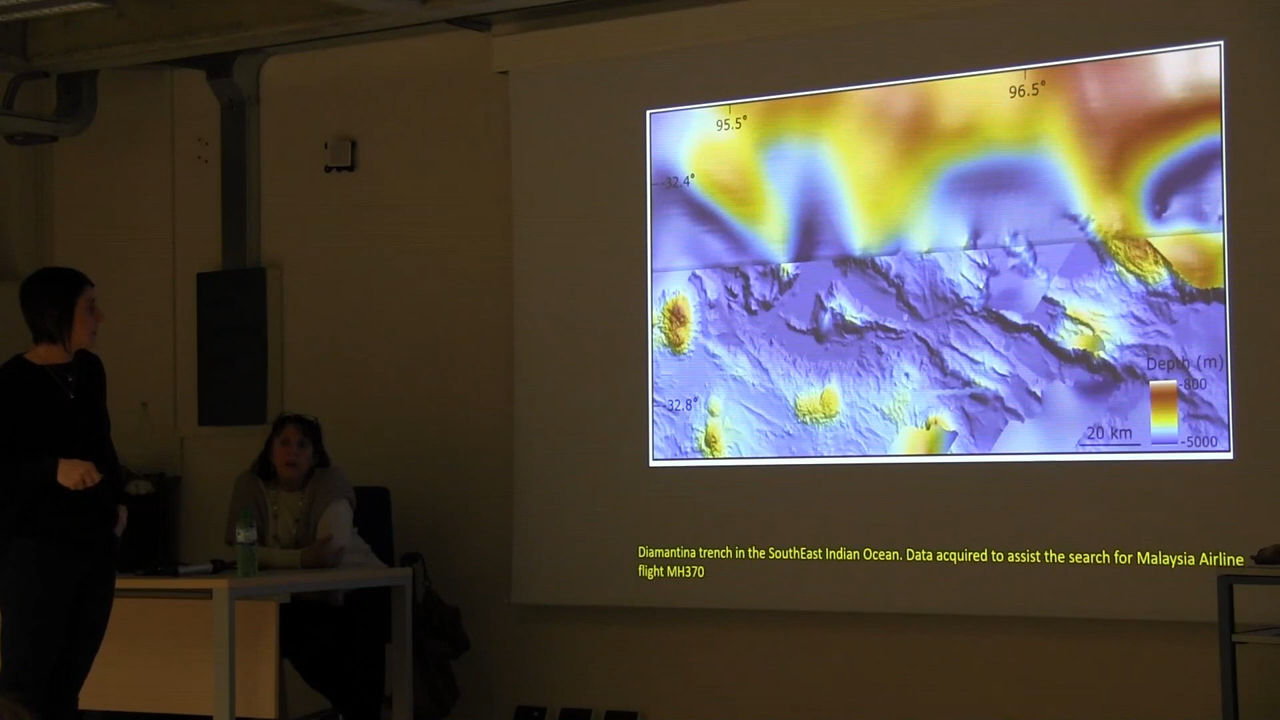 95.5°
96.5°
-32.4°
-32.8°
Depth (m)
-800
20 km
-5000
Diamantina trench in the SouthEast Indian Ocean. Data acquired to assist the search for Malaysia Airline
flight MH370